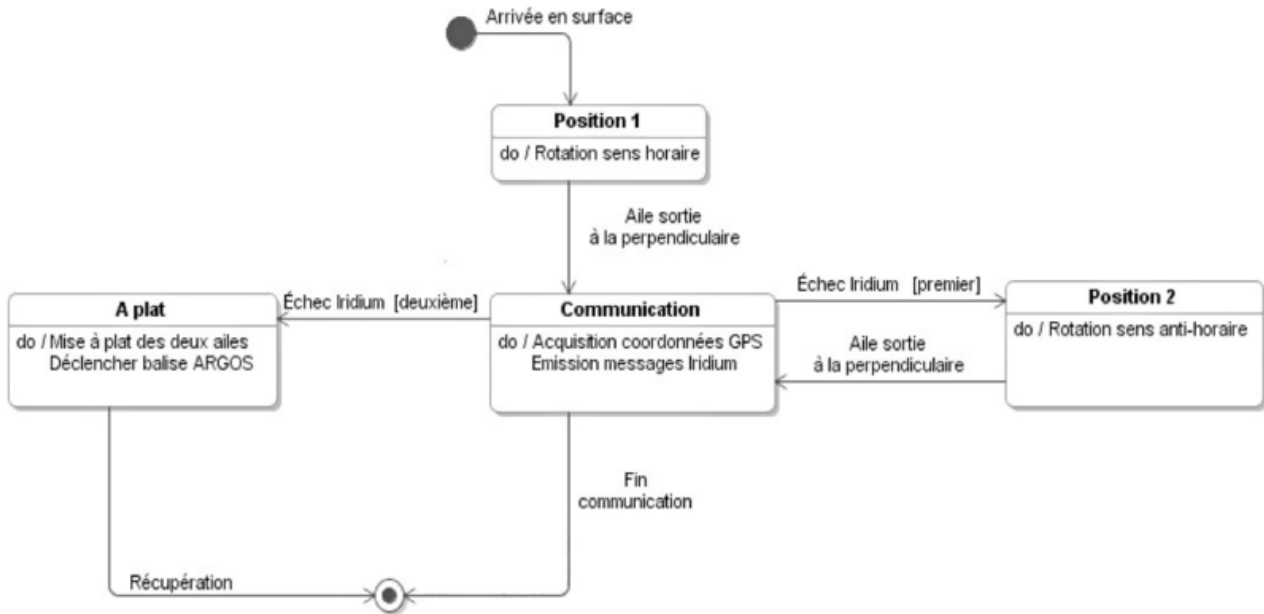 Arrivée en surface
Position 1
do / Rotation sens horaire
Aile sortie
à la perpendiculaire
A plat
do / Mise à plat des deux ailes
Déclencher balise ARGOS
Échec Iridium [deuxième]
Communication
do / Acquisition coordonnées GPS
Emission messages Iridium
Échec Iridium [premier]
Aile sortie
à la perpendiculaire
Position 2
do / Rotation sens anti-horaire
Fin
communication
Récupération